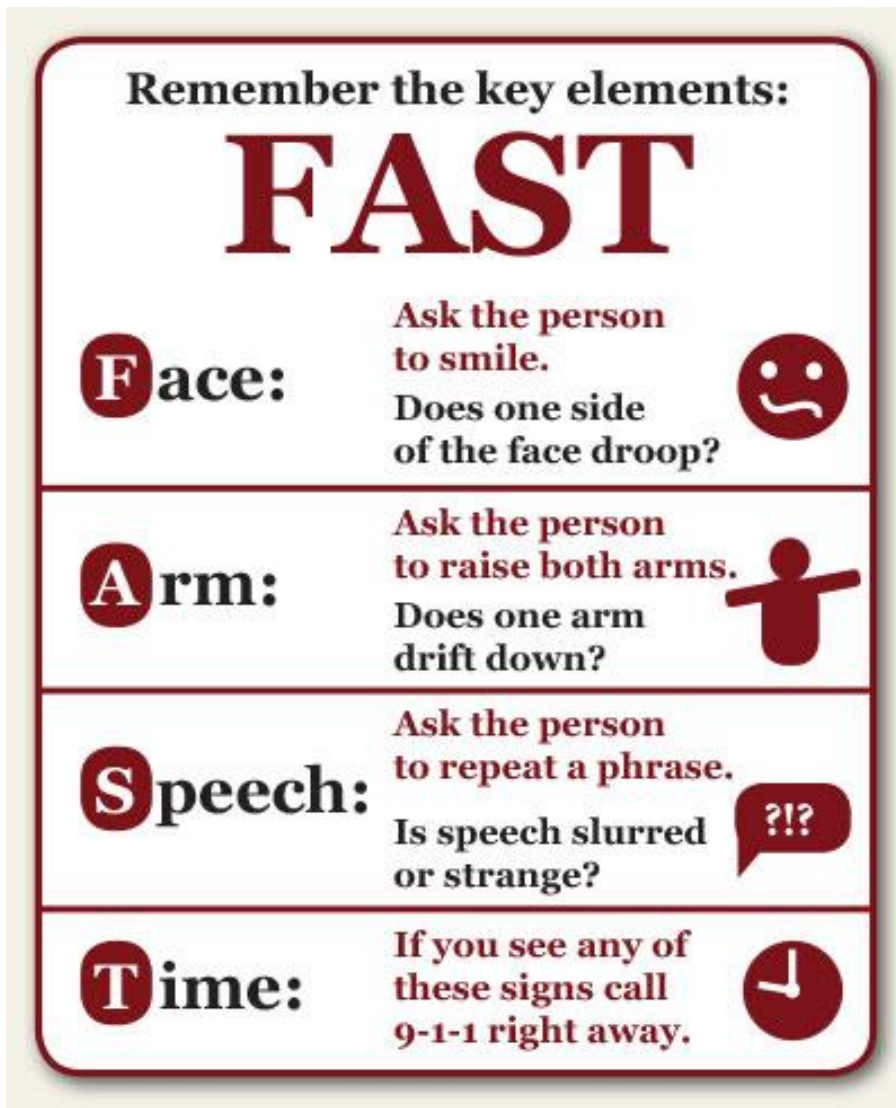 Remember the key elements:
FAST
Face:
Ask the person
to smile.
Does one side
of the face droop?
Arm:
Ask the person
to raise both arms.
Does one arm
drift down?
Speech:
Ask the person
to repeat a phrase.
Is speech slurred
or strange?
?!?
Time:
If you see any of
these signs call
9-1-1 right away.